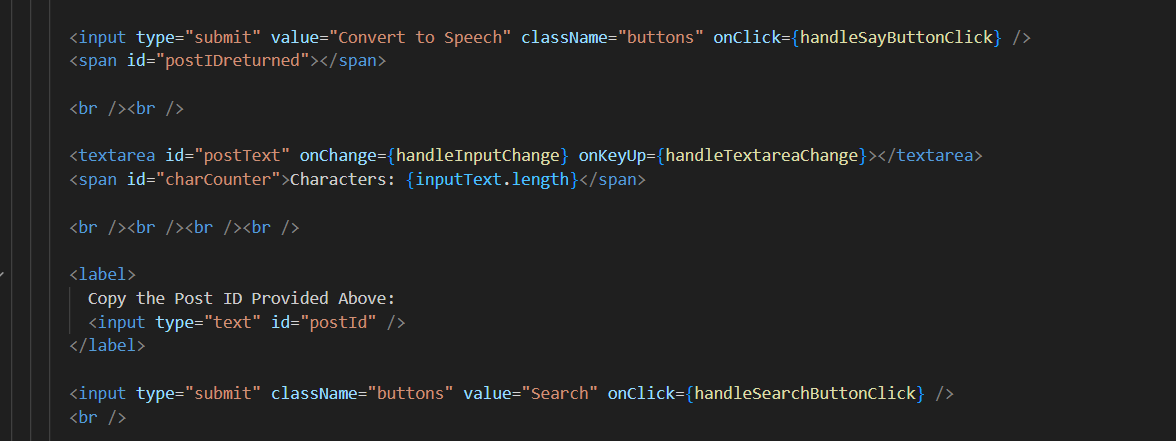 <input type="submit" value="Convert to Speech" className="buttons" onClick={handleSayButtonClick} />
<span id="postIDreturned"></span>
<br /><br />
<textarea id="postText" onChange={handleInputChange} onKeyUp={handleTextareaChange}></textarea>
<span id="charCounter">Characters: {inputText.length}</span>
<br /><br /><br /><br />
<label>
Copy the Post ID Provided Above:
<input type="text" id="postId" />
</label>
<input type="submit" className="buttons" value="Search" onClick={handleSearchButtonClick} />
<br />